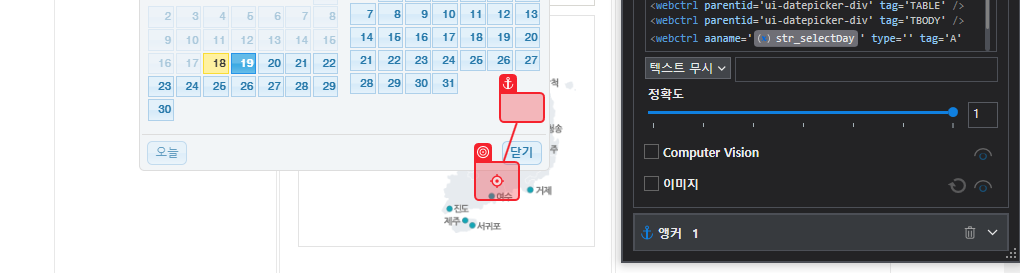 2 3 4 5 6 7 8
9 10 11 12 13 14 15
16 17 18 19 20 21 22
23 24 25 26 27 28 29
30
7 8 9 10 11 12 13
14 15 16 17 18 19 20
21 22 23 24 25 26 27
28 29 30 31
오늘
닫기
척
주
여수
거제
진도
제주
서귀포
<webctrl parentid='ui-datepicker-div' tag='TABLE' />
<webctrl parentid='ui-datepicker-div' tag='TBODY' />
<webctrl aaname='(x) str_selectDay' type='' tag='A'
텍스트 무시
정확도
1
Computer Vision
이미지
앵커 1